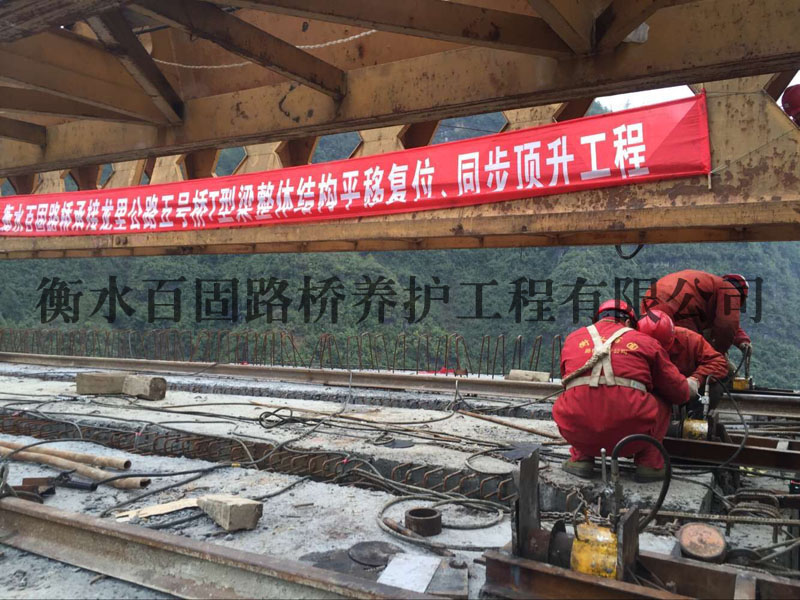 衡水百固路桥承接龙里公路五号桥T型梁整体结构平移复位、同步顶升工程
衡水百固路桥养护工程有限公司